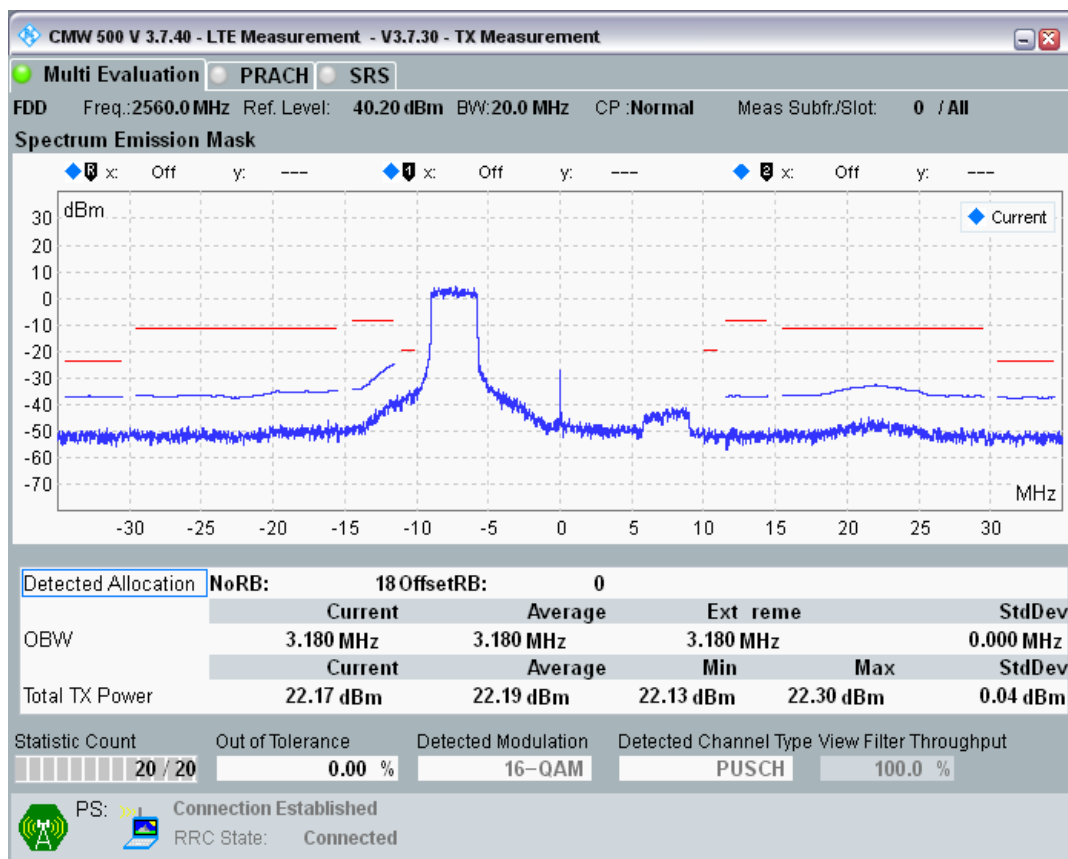 CMW 500 V 3.7.40 - LTE Measurement - V3.7.30 - TX Measurement
Multi Evaluation PRACH SRS
FDD Freq.:2560.0 MHz Ref. Level: 40.20 dBm BW:20.0 MHz CP :Normal Meas Subfr./Slot: 0 / All
Spectrum Emission Mask
R x: Off y: --- 1 x: Off y: --- 2 x: Off y: ---
dBm
Current
30
20
10
0
-10
-20
-30
-40
-50
-60
-70
MHz
-30 -25 -20 -15 -10 -5 0 5 10 15 20 25 30
Detected Allocation NoRB: 18 OffsetRB: 0
Current Average Ext reme StdDev
OBW 3.180 MHz 3.180 MHz 3.180 MHz 0.000 MHz
Current Average Min Max StdDev
Total TX Power 22.17 dBm 22.19 dBm 22.13 dBm 22.30 dBm 0.04 dBm
Statistic Count Out of Tolerance Detected Modulation Detected Channel Type View Filter Throughput
20 / 20 0.00 % 16-QAM PUSCH 100.0 %
PS: Connection Established
RRC State: Connected